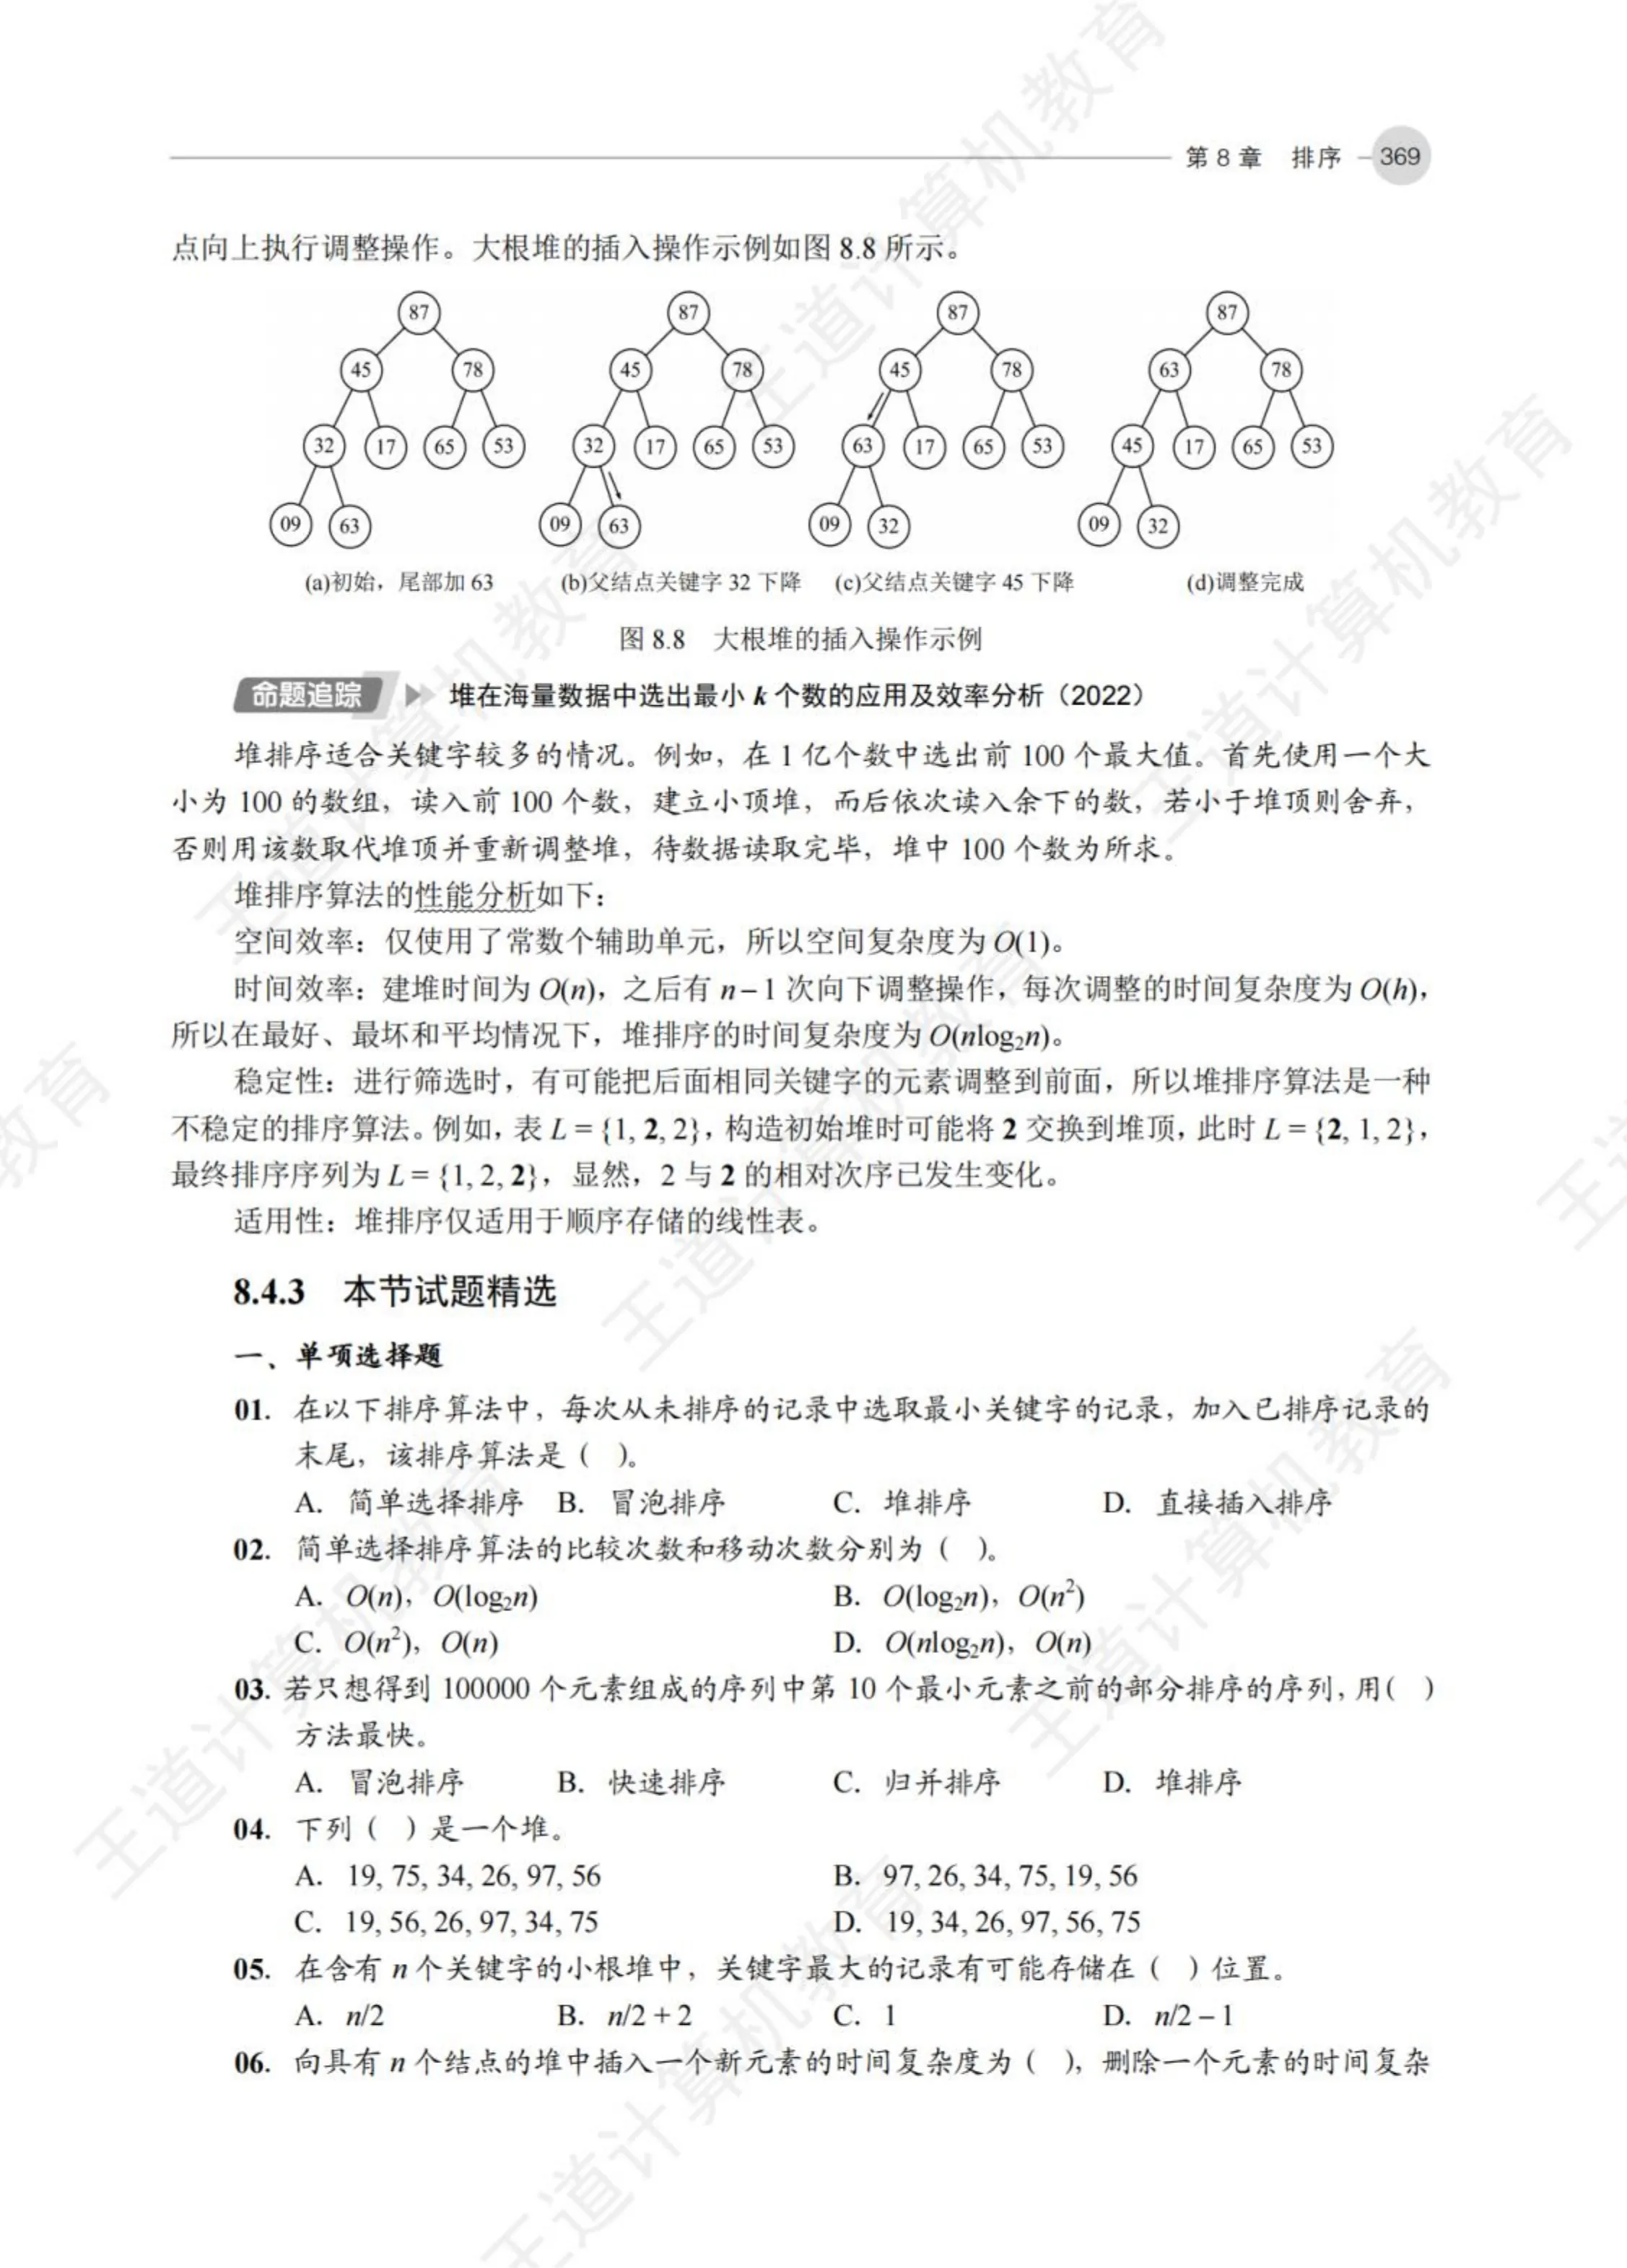 第 8 章 排序 369
点向上执行调整操作。大根堆的插入操作示例如图 8.8 所示。
87 87 87 87
45 78 45 78 45 78 63 78
32 17 65 53 32 17 65 53 63 17 65 53 45 17 65 53
09 63 09 63 09 32 09 32
(a)初始，尾部加 63 (b)父结点关键字 32 下降 (c)父结点关键字 45 下降 (d)调整完成
图 8.8 大根堆的插入操作示例
命题追踪 堆在海量数据中选出最小 k 个数的应用及效率分析（2022）
堆排序适合关键字较多的情况。例如，在 1 亿个数中选出前 100 个最大值。首先使用一个大
小为 100 的数组，读入前 100 个数，建立小顶堆，而后依次读入余下的数，若小于堆顶则舍弃，
否则用该数取代堆顶并重新调整堆，待数据读取完毕，堆中 100 个数为所求。
堆排序算法的性能分析如下：
空间效率：仅使用了常数个辅助单元，所以空间复杂度为 O(1)。
时间效率：建堆时间为 O(n)，之后有 n−1 次向下调整操作，每次调整的时间复杂度为 O(h)，
所以在最好、最坏和平均情况下，堆排序的时间复杂度为 O(nlog₂n)。
稳定性：进行筛选时，有可能把后面相同关键字的元素调整到前面，所以堆排序算法是一种
不稳定的排序算法。例如，表 L = {1, 2, 2}，构造初始堆时可能将 2 交换到堆顶，此时 L = {2, 1, 2}，
最终排序序列为 L = {1, 2, 2}，显然，2 与 2 的相对次序已发生变化。
适用性：堆排序仅适用于顺序存储的线性表。
8.4.3 本节试题精选
一、单项选择题
01. 在以下排序算法中，每次从未排序的记录中选取最小关键字的记录，加入已排序记录的
末尾，该排序算法是（ ）。
A. 简单选择排序 B. 冒泡排序 C. 堆排序 D. 直接插入排序
02. 简单选择排序算法的比较次数和移动次数分别为（ ）。
A. O(n)，O(log₂n) B. O(log₂n)，O(n²)
C. O(n²)，O(n) D. O(nlog₂n)，O(n)
03. 若只想得到 100000 个元素组成的序列中第 10 个最小元素之前的部分排序的序列，用（ ）
方法最快。
A. 冒泡排序 B. 快速排序 C. 归并排序 D. 堆排序
04. 下列（ ）是一个堆。
A. 19, 75, 34, 26, 97, 56 B. 97, 26, 34, 75, 19, 56
C. 19, 56, 26, 97, 34, 75 D. 19, 34, 26, 97, 56, 75
05. 在含有 n 个关键字的小根堆中，关键字最大的记录有可能存储在（ ）位置。
A. n/2 B. n/2 + 2 C. 1 D. n/2 – 1
06. 向具有 n 个结点的堆中插入一个新元素的时间复杂度为（ ），删除一个元素的时间复杂